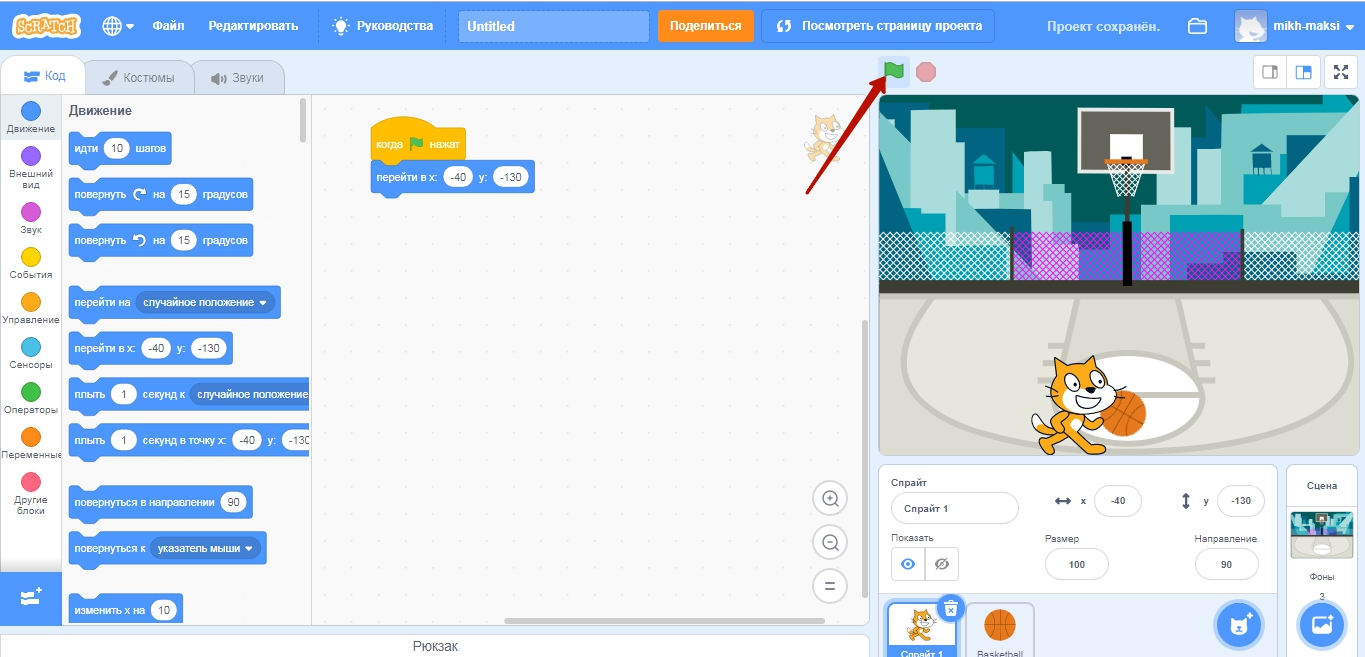 SCRATCH
Файл
Редактировать
Руководства
Untitled
Поделиться
Посмотреть страницу проекта
Проект сохранён.
mikh-maksi
Код
Костюмы
Звуки
Движение
Внешний
вид
Звук
События
Управление
Сенсоры
Операторы
Переменные
Другие
блоки
Движение
идти 10 шагов
повернуть на 15 градусов
повернуть на 15 градусов
перейти на случайное положение
перейти в x: -40 y: -130
плыть 1 секунд к случайное положение
плыть 1 секунд в точку x: -40 y: -130
повернуться в направлении 90
повернуться к указатель мыши
изменить x на 10
когда нажат
перейти в x: -40 y: -130
Рюкзак
Спрайт
Спрайт 1
x -40
y -130
Показать
Размер
100
Направление
90
Спрайт 1
Basketball
Сцена
Фоны
3